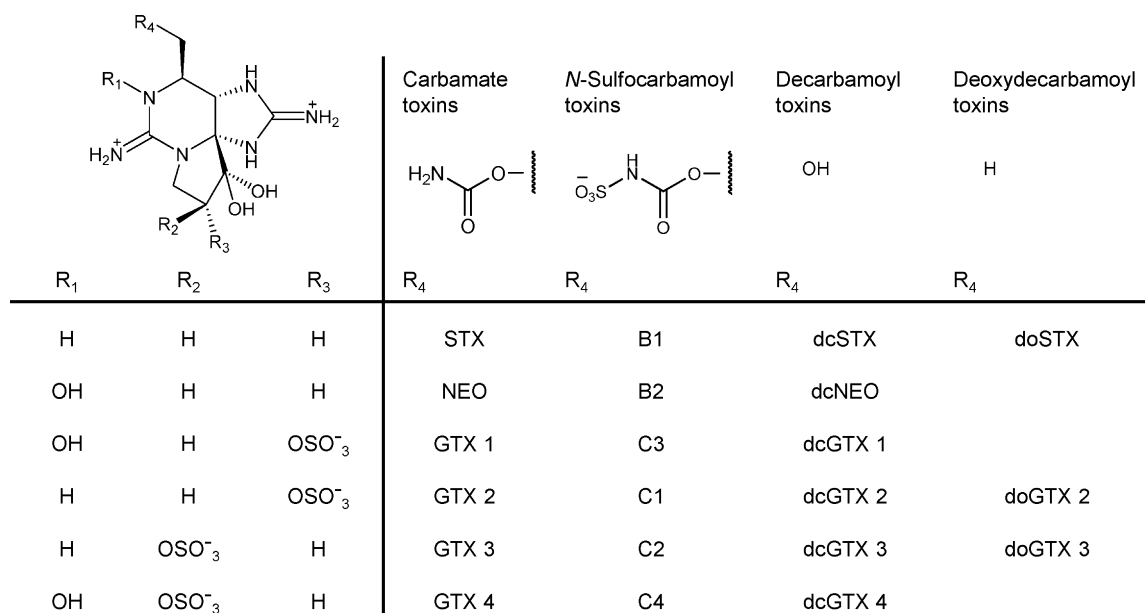 R4
R1
N
H
N
+
NH2
+
H2N
N
N
H
OH
OH
R2
R3
Carbamate toxins
N-Sulfocarbamoyl toxins
Decarbamoyl toxins
Deoxydecarbamoyl toxins
H2N
O
O
−
O3S
H
N
O
O
OH
H
R1 R2 R3 R4 R4 R4 R4
H H H STX B1 dcSTX doSTX
OH H H NEO B2 dcNEO
OH H OSO−3 GTX 1 C3 dcGTX 1
H H OSO−3 GTX 2 C1 dcGTX 2 doGTX 2
H OSO−3 H GTX 3 C2 dcGTX 3 doGTX 3
OH OSO−3 H GTX 4 C4 dcGTX 4